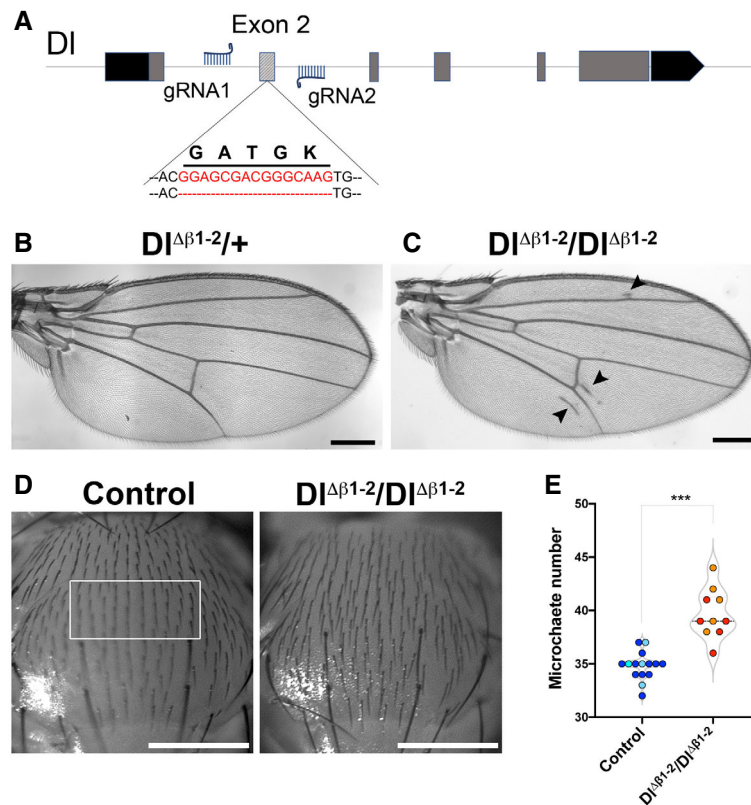 A
Dl
Exon 2
gRNA1
gRNA2
G A T G K
--ACGGAGCGACGGGCAAGTG--
--AC---------------TG--
B
Dl^Δβ1-2/+
C
Dl^Δβ1-2/Dl^Δβ1-2
D
Control
Dl^Δβ1-2/Dl^Δβ1-2
E
***
Microchaete number
50
45
40
35
30
Control
Dl^Δβ1-2/Dl^Δβ1-2